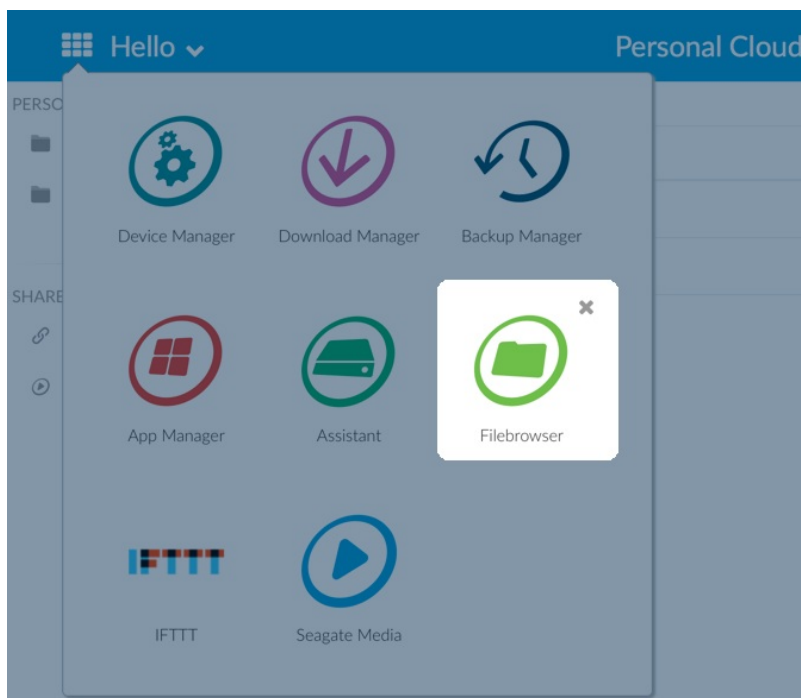 Hello
Personal Cloud
PERSO
Device Manager
Download Manager
Backup Manager
SHARE
App Manager
Assistant
Filebrowser
IFTTT
IFTTT
Seagate Media